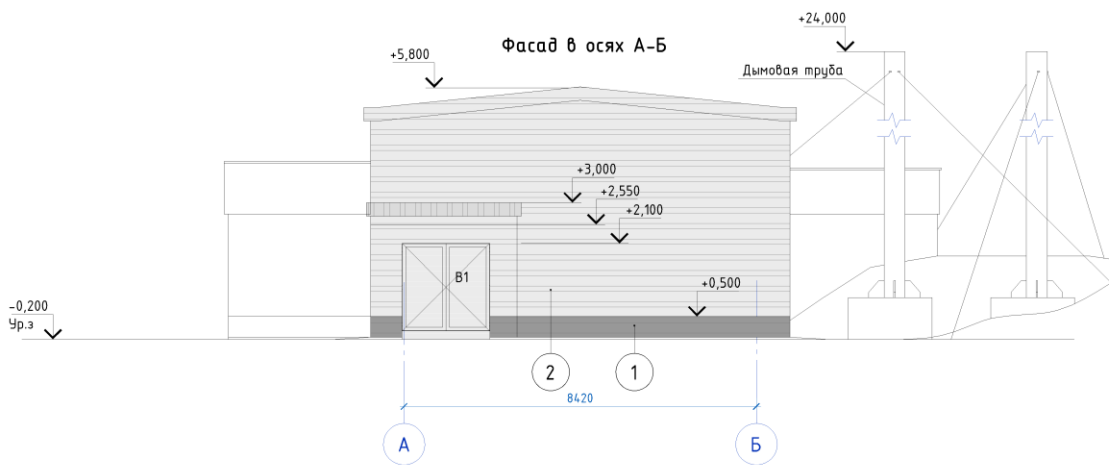 +24,000
Фасад в осях А-Б
+5,800
Дымовая труба
+3,000
+2,550
+2,100
В1
+0,500
-0,200
Ур.з
2
1
8420
А
Б